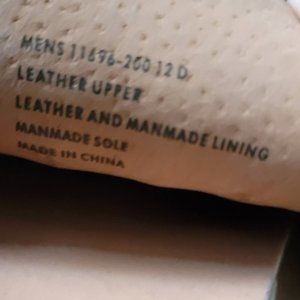 MENS 11696-200 12 D
LEATHER UPPER
LEATHER AND MANMADE LINING
MANMADE SOLE
MADE IN CHINA